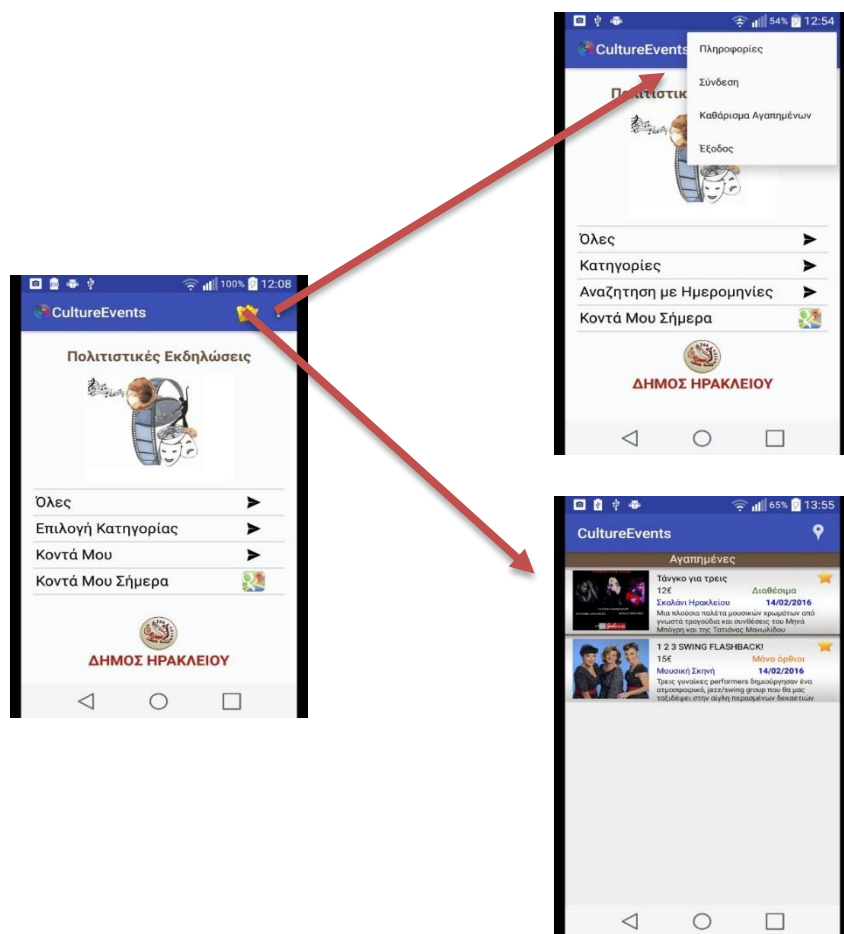 100% 12:08
CultureEvents
Πολιτιστικές Εκδηλώσεις
Όλες
Επιλογή Κατηγορίας
Κοντά Μου
Κοντά Μου Σήμερα
ΔΗΜΟΣ ΗΡΑΚΛΕΙΟΥ
54% 12:54
CultureEvents
Πληροφορίες
Σύνδεση
Καθάρισμα Αγαπημένων
Έξοδος
Όλες
Κατηγορίες
Αναζητηση με Ημερομηνίες
Κοντά Μου Σήμερα
ΔΗΜΟΣ ΗΡΑΚΛΕΙΟΥ
65% 13:55
CultureEvents
Αγαπημένες
Τάνγκο για τρεις
12€ Διαθέσιμα
Σκαλάνι Ηρακλείου 14/02/2016
Μια πλούσια παλέτα μουσικών χρωμάτων από
γνωστά τραγούδια και συνθέσεις του Μηνά
Μπόγρη και της Τατιάνας Μανωλίδου
1 2 3 SWING FLASHBACK!
15€ Μόνο όρθιοι
Μουσική Σκηνή 14/02/2016
Τρεις γυναίκες performers δημιούργησαν ένα
ατμοσφαιρικό, jazz/swing group που θα μας
ταξιδέψει στην αίγλη περασμένων δεκαετιών